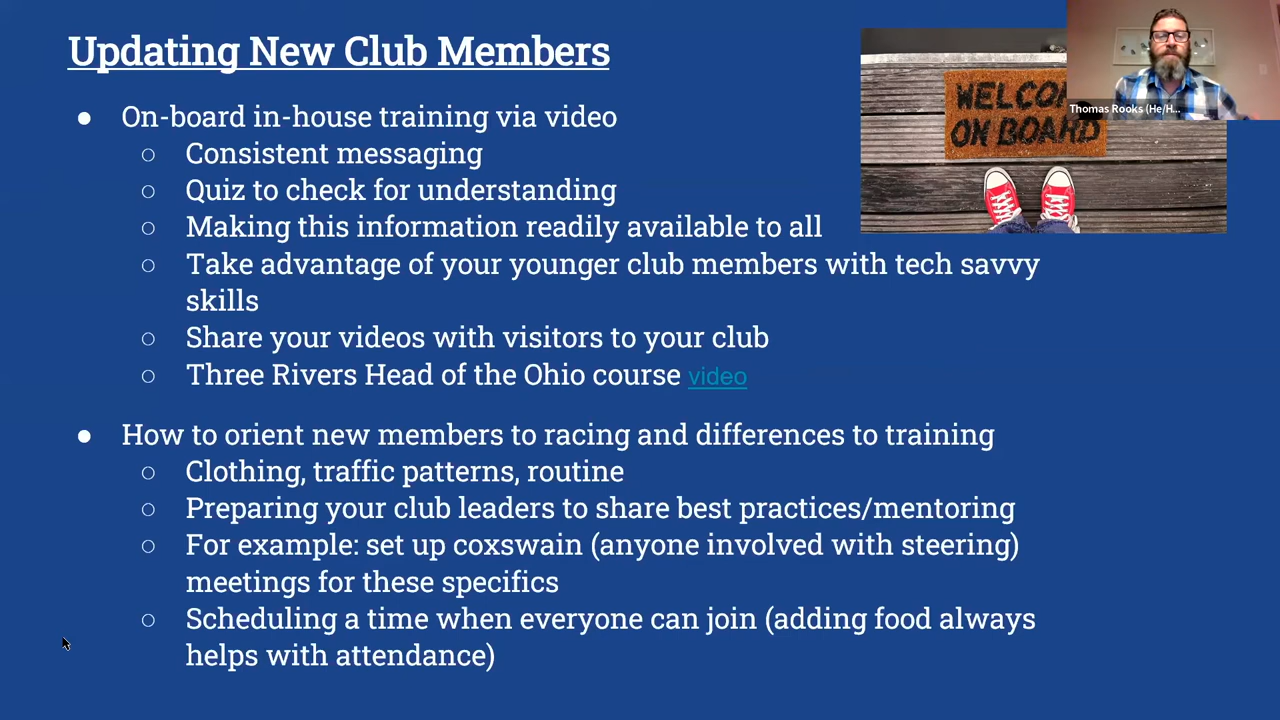 Updating New Club Members
WELCO
ON BOARD
Thomas Rooks (He/H...
● On-board in-house training via video
○ Consistent messaging
○ Quiz to check for understanding
○ Making this information readily available to all
○ Take advantage of your younger club members with tech savvy
skills
○ Share your videos with visitors to your club
○ Three Rivers Head of the Ohio course video
● How to orient new members to racing and differences to training
○ Clothing, traffic patterns, routine
○ Preparing your club leaders to share best practices/mentoring
○ For example: set up coxswain (anyone involved with steering)
meetings for these specifics
○ Scheduling a time when everyone can join (adding food always
helps with attendance)